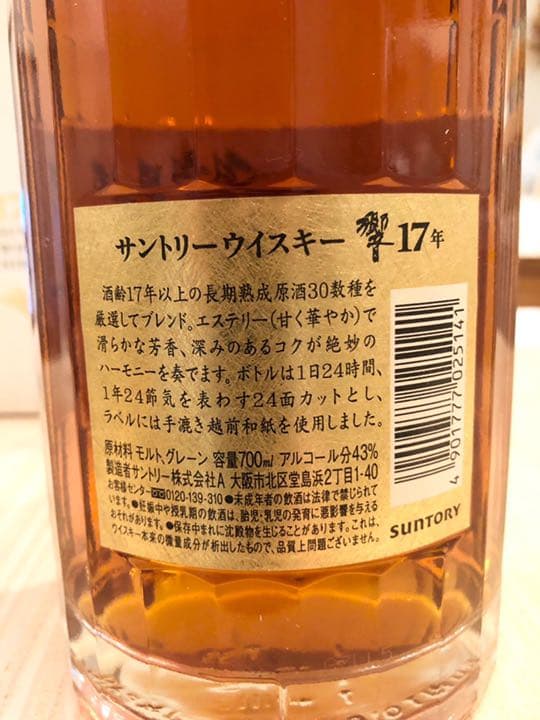 サントリーウイスキー 響 17年
酒齢17年以上の長期熟成原酒30数種を
厳選してブレンド。エステリー(甘く華やか)で
滑らかな芳香、深みのあるコクが絶妙の
ハーモニーを奏でます。ボトルは1日24時間、
1年24節気を表わす24面カットとし、
ラベルには手漉き越前和紙を使用しました。
原材料 モルト、グレーン 容量700ml アルコール分43%
製造者サントリー株式会社A 大阪市北区堂島浜2丁目1-40
お客様センター 0120-139-310 ●未成年者の飲酒は法律で禁じられて
います。●妊娠中や授乳期の飲酒は、胎児・乳児の発育に悪影響を与える
おそれがあります。●保存中まれに沈殿物を生じることがあります。これは、
ウイスキー本来の微量成分が析出したもので、品質上問題ございません。
4 901777 025141
SUNTORY